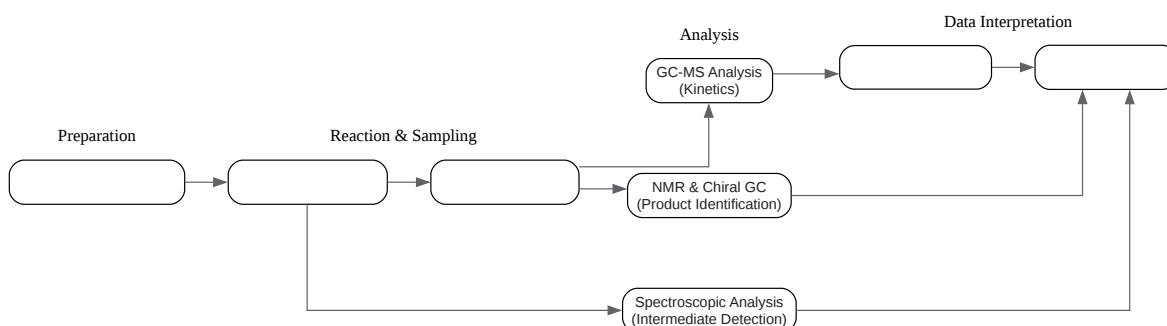 Data Interpretation
Analysis
GC-MS Analysis
(Kinetics)
Preparation
Reaction & Sampling
NMR & Chiral GC
(Product Identification)
Spectroscopic Analysis
(Intermediate Detection)